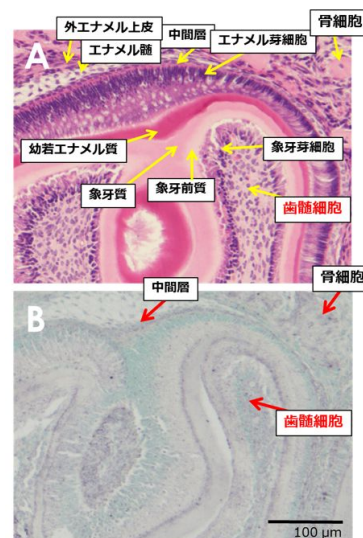 外エナメル上皮
中間層
骨細胞
A
エナメル髄
エナメル芽細胞
幼若エナメル質
象牙芽細胞
象牙質
象牙前質
歯髄細胞
中間層
骨細胞
B
歯髄細胞
100 μm